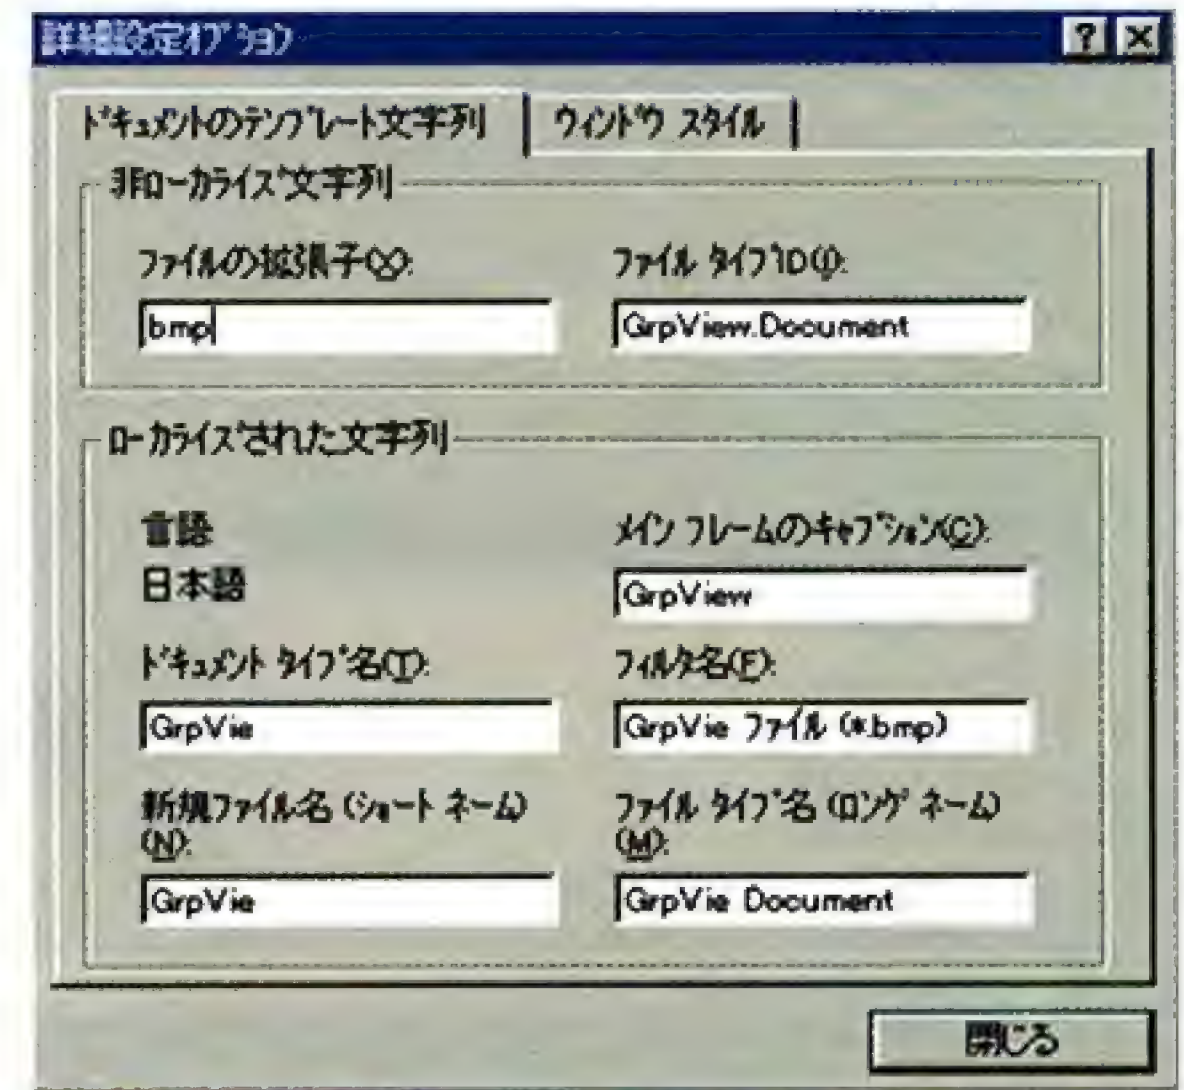 詳細設定ｵﾌﾟｼｮﾝ
ﾄﾞｷｭﾒﾝﾄのﾃﾝﾌﾟﾚｰﾄ文字列
ｳｨﾝﾄﾞｳ ｽﾀｲﾙ
非ﾛｰｶﾗｲｽﾞ文字列
ﾌｧｲﾙの拡張子(X):
ﾌｧｲﾙ ﾀｲﾌﾟID(I):
bmp
GrpView.Document
ﾛｰｶﾗｲｽﾞされた文字列
言語
ﾒｲﾝ ﾌﾚｰﾑのｷｬﾌﾟｼｮﾝ(C):
日本語
GrpView
ﾄﾞｷｭﾒﾝﾄ ﾀｲﾌﾟ名(T):
ﾌｨﾙﾀ名(F):
GrpVie
GrpVie ﾌｧｲﾙ (*.bmp)
新規ﾌｧｲﾙ名 (ｼｮｰﾄ ﾈｰﾑ)
(N):
ﾌｧｲﾙ ﾀｲﾌﾟ名 (ﾛﾝｸﾞ ﾈｰﾑ)
(M):
GrpVie
GrpVie Document
閉じる